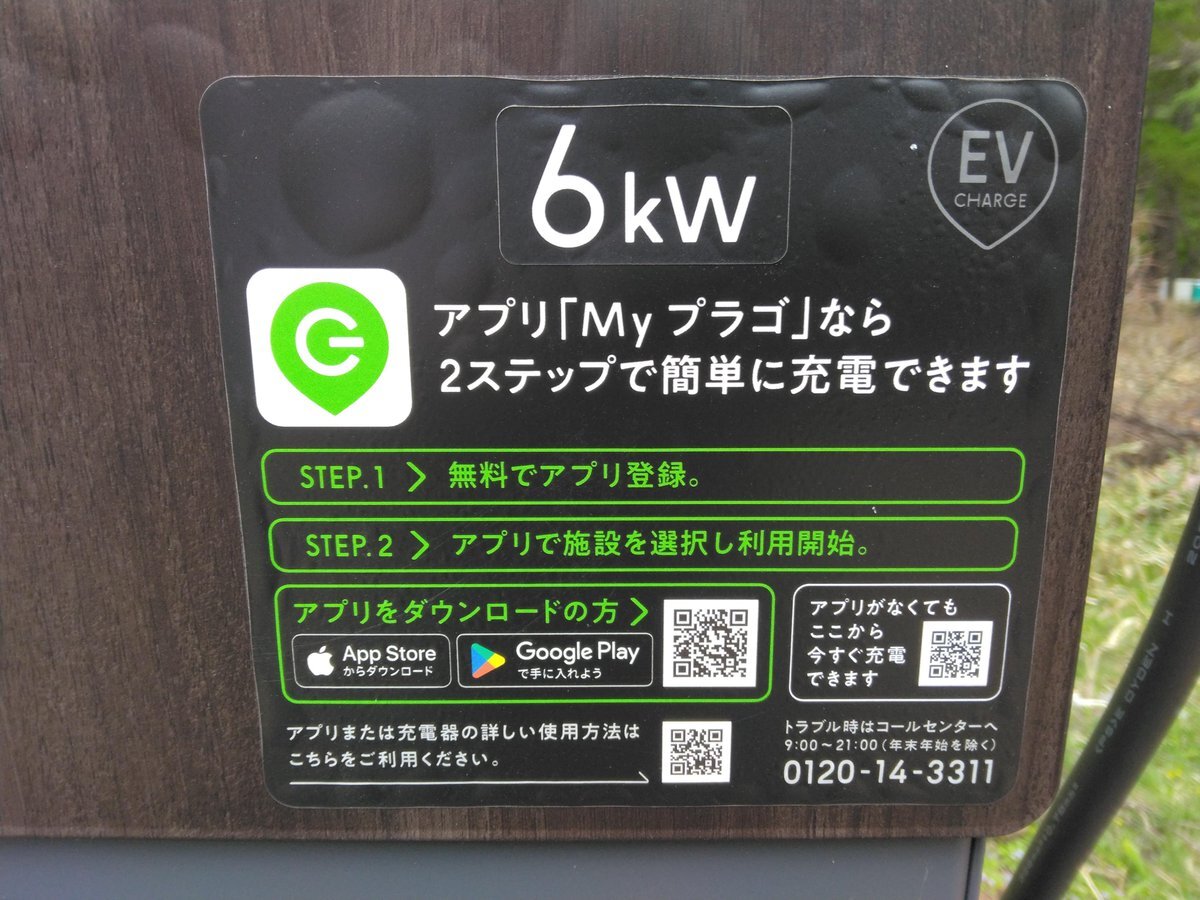 6kW
EV
CHARGE
アプリ「My プラゴ」なら
2ステップで簡単に充電できます
STEP.1 > 無料でアプリ登録。
STEP.2 > アプリで施設を選択し利用開始。
アプリをダウンロードの方 >
App Store
からダウンロード
Google Play
で手に入れよう
アプリがなくても
ここから
今すぐ充電
できます
アプリまたは充電器の詳しい使用方法は
こちらをご利用ください。
トラブル時はコールセンターへ
9:00~21:00(年末年始を除く)
0120-14-3311